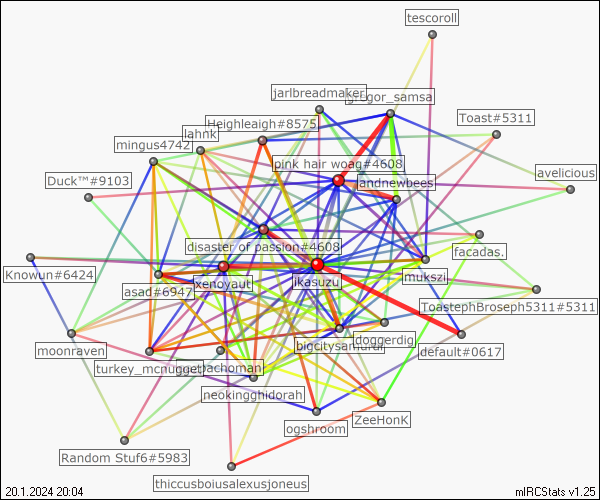 tescoroll
jarlbreadmaker
gregor_samsa
Toast#5311
Heighleaigh#8575
lahnk
mingus4742
pink hair woag#4608
avelicious
Duck™#9103
andnewbees
disaster of passion#4608
facadas.
Knowun#6424
xenoyaut
jkasuzu
mukszi
asad#6947
ToastephBroseph5311#5311
bigcitysamurai
doggerdig
default#0617
moonraven
turkey_mcnugget
pachoman
neokingghidorah
ZeeHonK
ogshroom
Random Stuf6#5983
thiccusboiusalexusjoneus
20.1.2024 20:04
mIRCStats v1.25